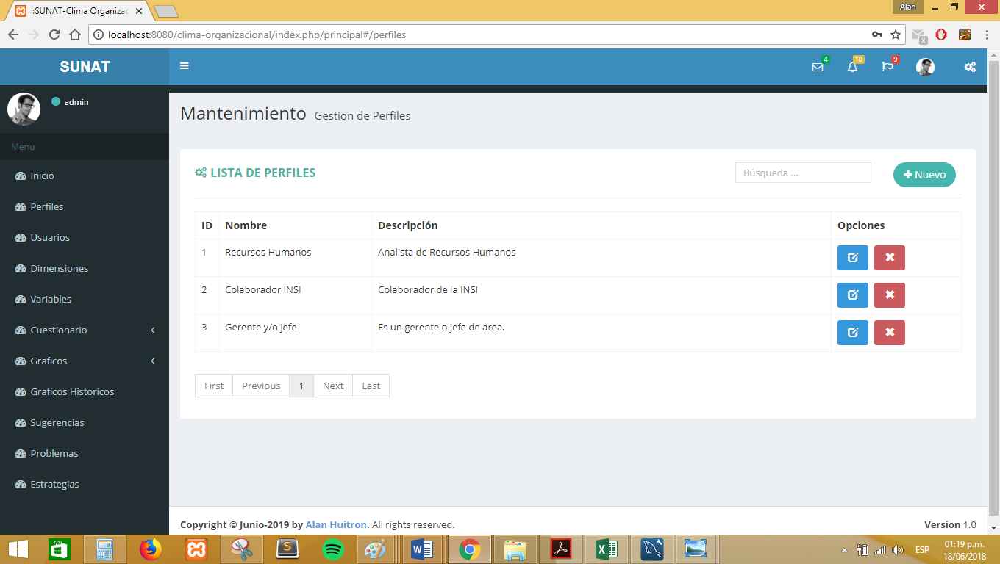 ::SUNAT-Clima Organizac
Alan
localhost:8080/clima-organizacional/index.php/principal#/perfiles
SUNAT
4
10
9
admin
Menu
Inicio
Perfiles
Usuarios
Dimensiones
Variables
Cuestionario
Graficos
Graficos Historicos
Sugerencias
Problemas
Estrategias
Mantenimiento Gestion de Perfiles
LISTA DE PERFILES
Búsqueda ...
Nuevo
ID Nombre Descripción Opciones
1 Recursos Humanos Analista de Recursos Humanos
2 Colaborador INSI Colaborador de la INSI
3 Gerente y/o jefe Es un gerente o jefe de area.
First Previous 1 Next Last
Copyright © Junio-2019 by Alan Huitron. All rights reserved.
Version 1.0
ESP
01:19 p.m.
18/06/2018